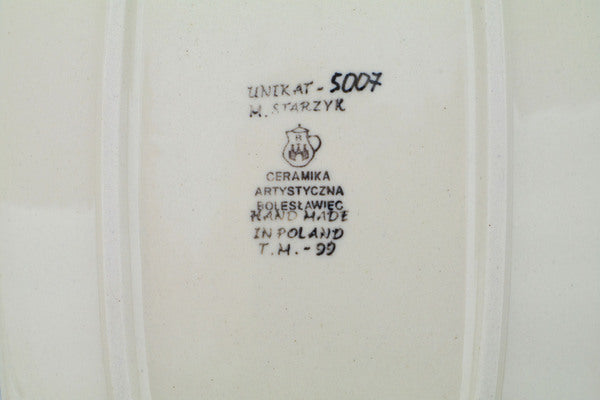 UNIKAT - 5007
M. STARZYK
B
CERAMIKA
ARTYSTYCZNA
BOLESŁAWIEC
HAND MADE
IN POLAND
T.M. - 99